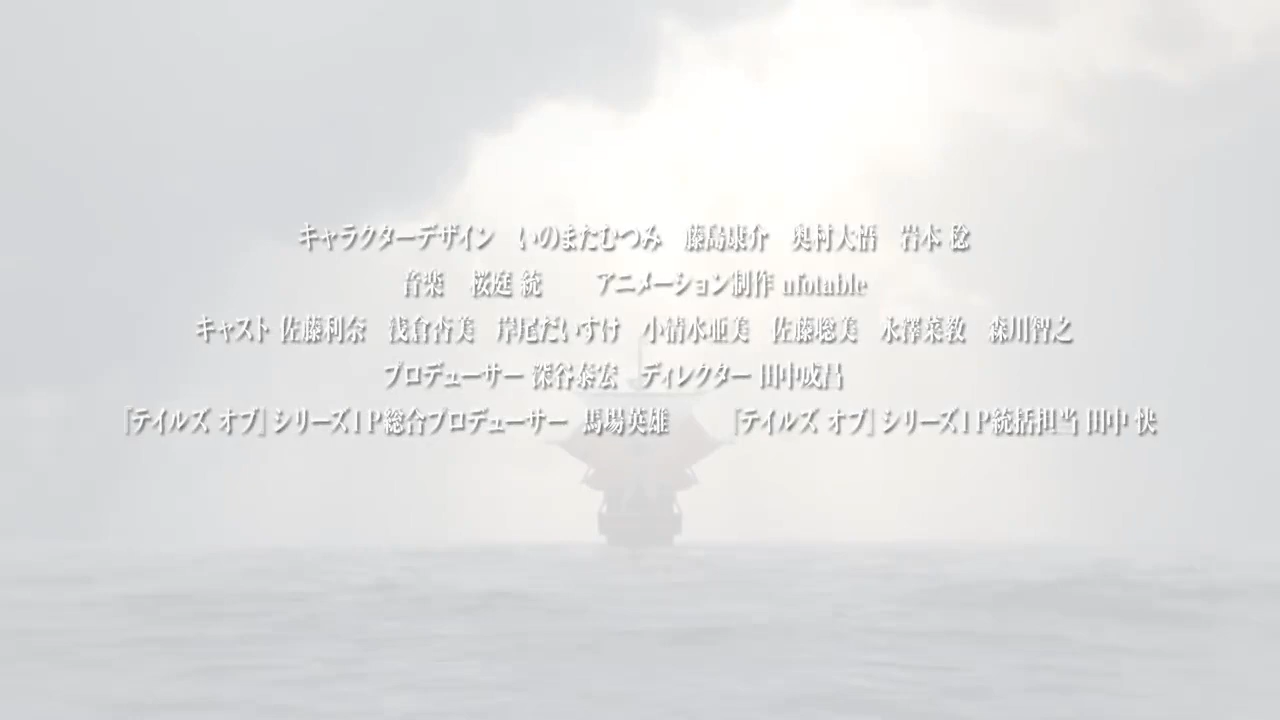 キャラクターデザイン いのまたむつみ 藤島康介 奥村大悟 岩本 稔
音楽 桜庭 統 アニメーション制作 ufotable
キャスト 佐藤利奈 浅倉杏美 岸尾だいすけ 小清水亜美 佐藤聡美 永澤菜教 森川智之
プロデューサー 深谷泰宏 ディレクター 田中成昌
『テイルズ オブ』シリーズIP総合プロデューサー 馬場英雄 『テイルズ オブ』シリーズIP統括担当 田中 快